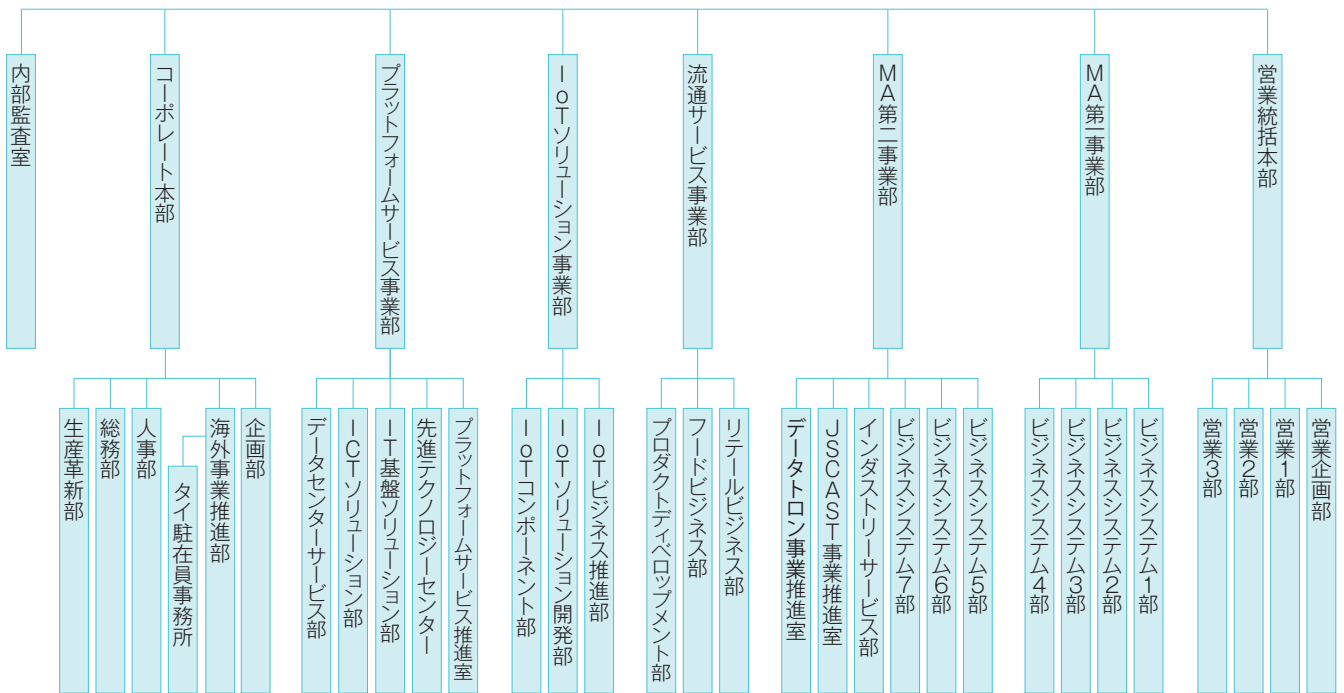 営業統括本部
MA第一事業部
MA第二事業部
流通サービス事業部
IoTソリューション事業部
プラットフォームサービス事業部
コーポレート本部
内部監査室
営業企画部
営業1部
営業2部
営業3部
ビジネスシステム1部
ビジネスシステム2部
ビジネスシステム3部
ビジネスシステム4部
ビジネスシステム5部
ビジネスシステム6部
ビジネスシステム7部
インダストリーサービス部
JSCAST事業推進室
データトロン事業推進室
リテールビジネス部
フードビジネス部
プロダクトディベロップメント部
IoTビジネス推進部
IoTソリューション開発部
IoTコンポーネント部
プラットフォームサービス推進室
先進テクノロジーセンター
IT基盤ソリューション部
ICTソリューション部
データセンターサービス部
企画部
海外事業推進部
タイ駐在員事務所
人事部
総務部
生産革新部